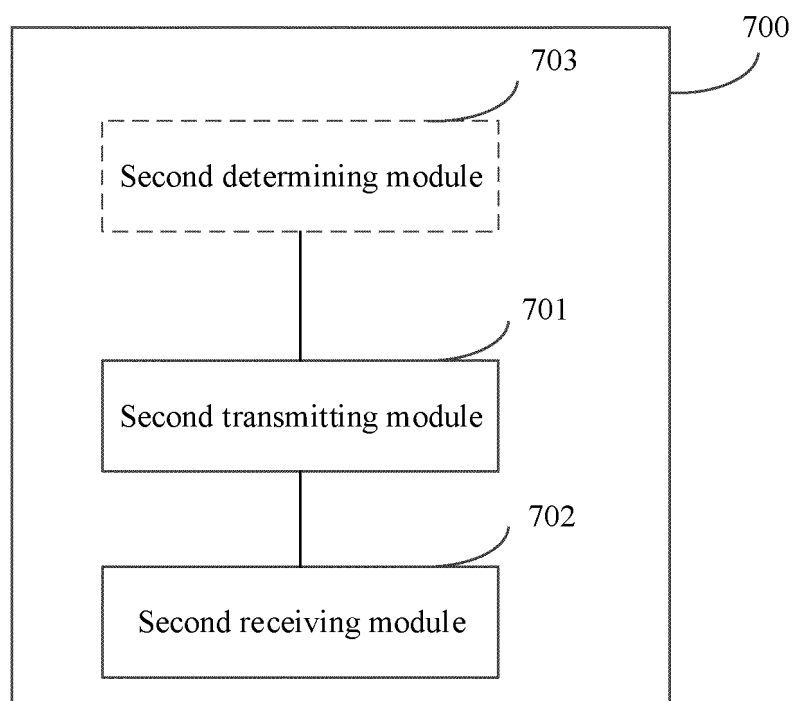 700
703
Second determining module
701
Second transmitting module
702
Second receiving module